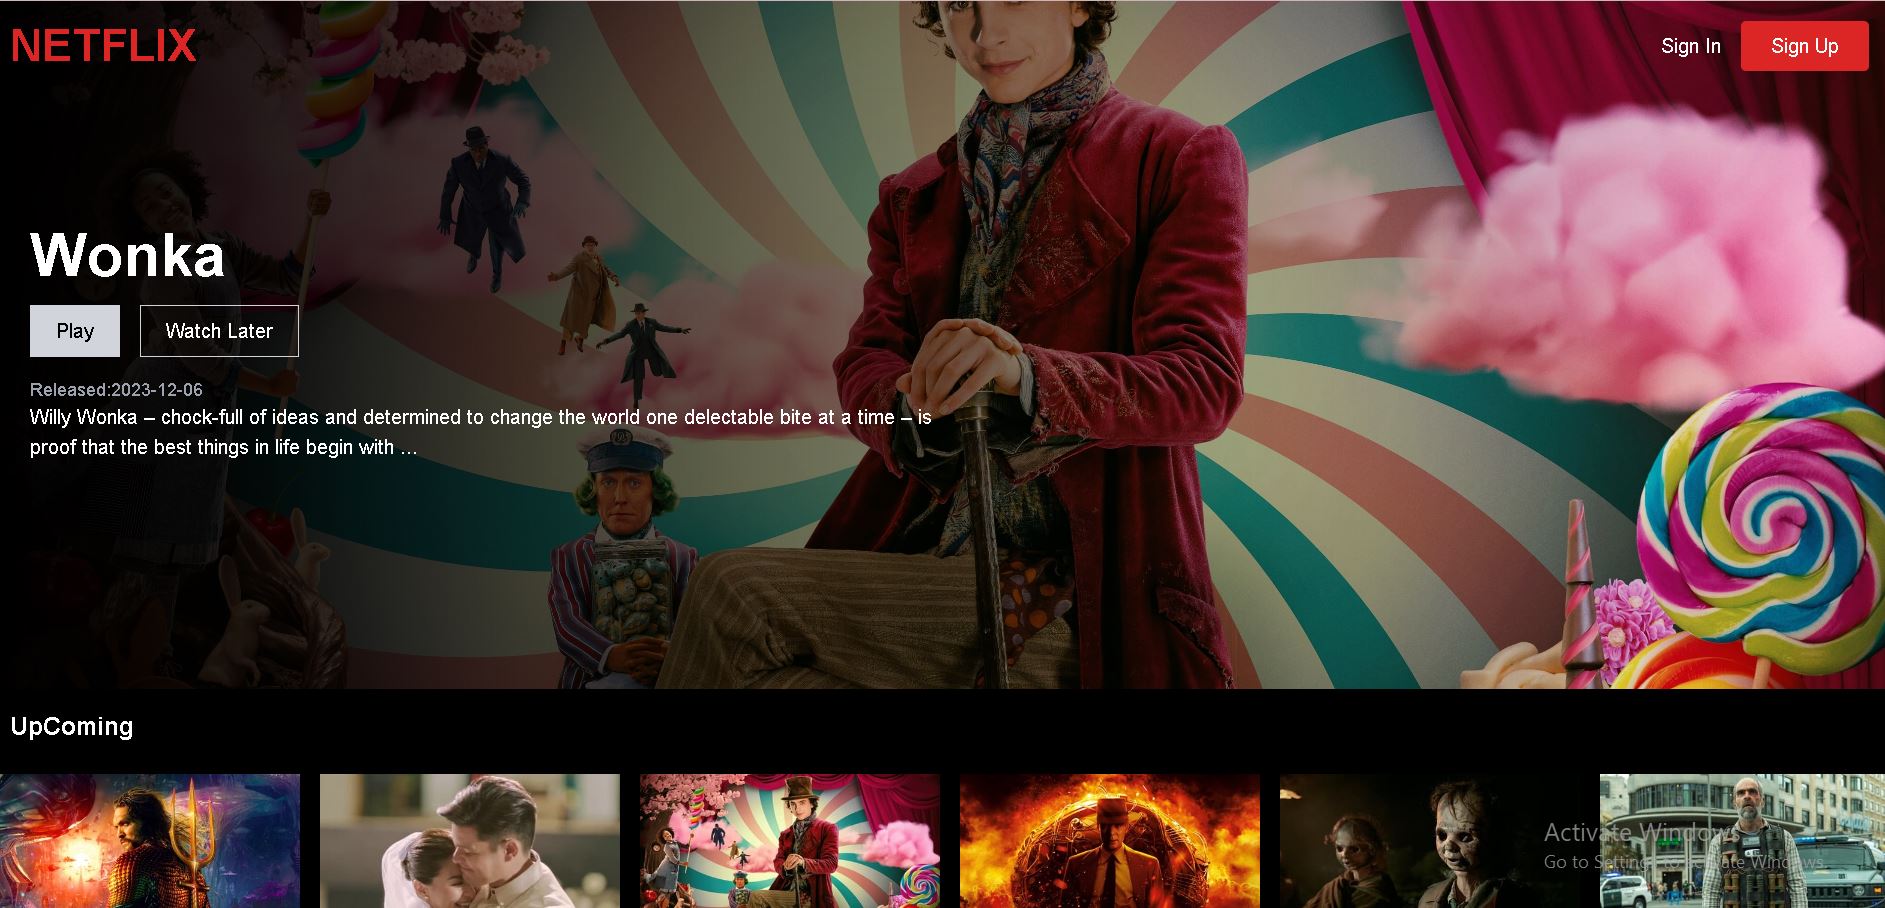 NETFLIX
Sign In
Sign Up
Wonka
Play
Watch Later
Released:2023-12-06
Willy Wonka – chock-full of ideas and determined to change the world one delectable bite at a time – is
proof that the best things in life begin with ...
UpComing
Activate Windows
Go to Settings to activate Windows.